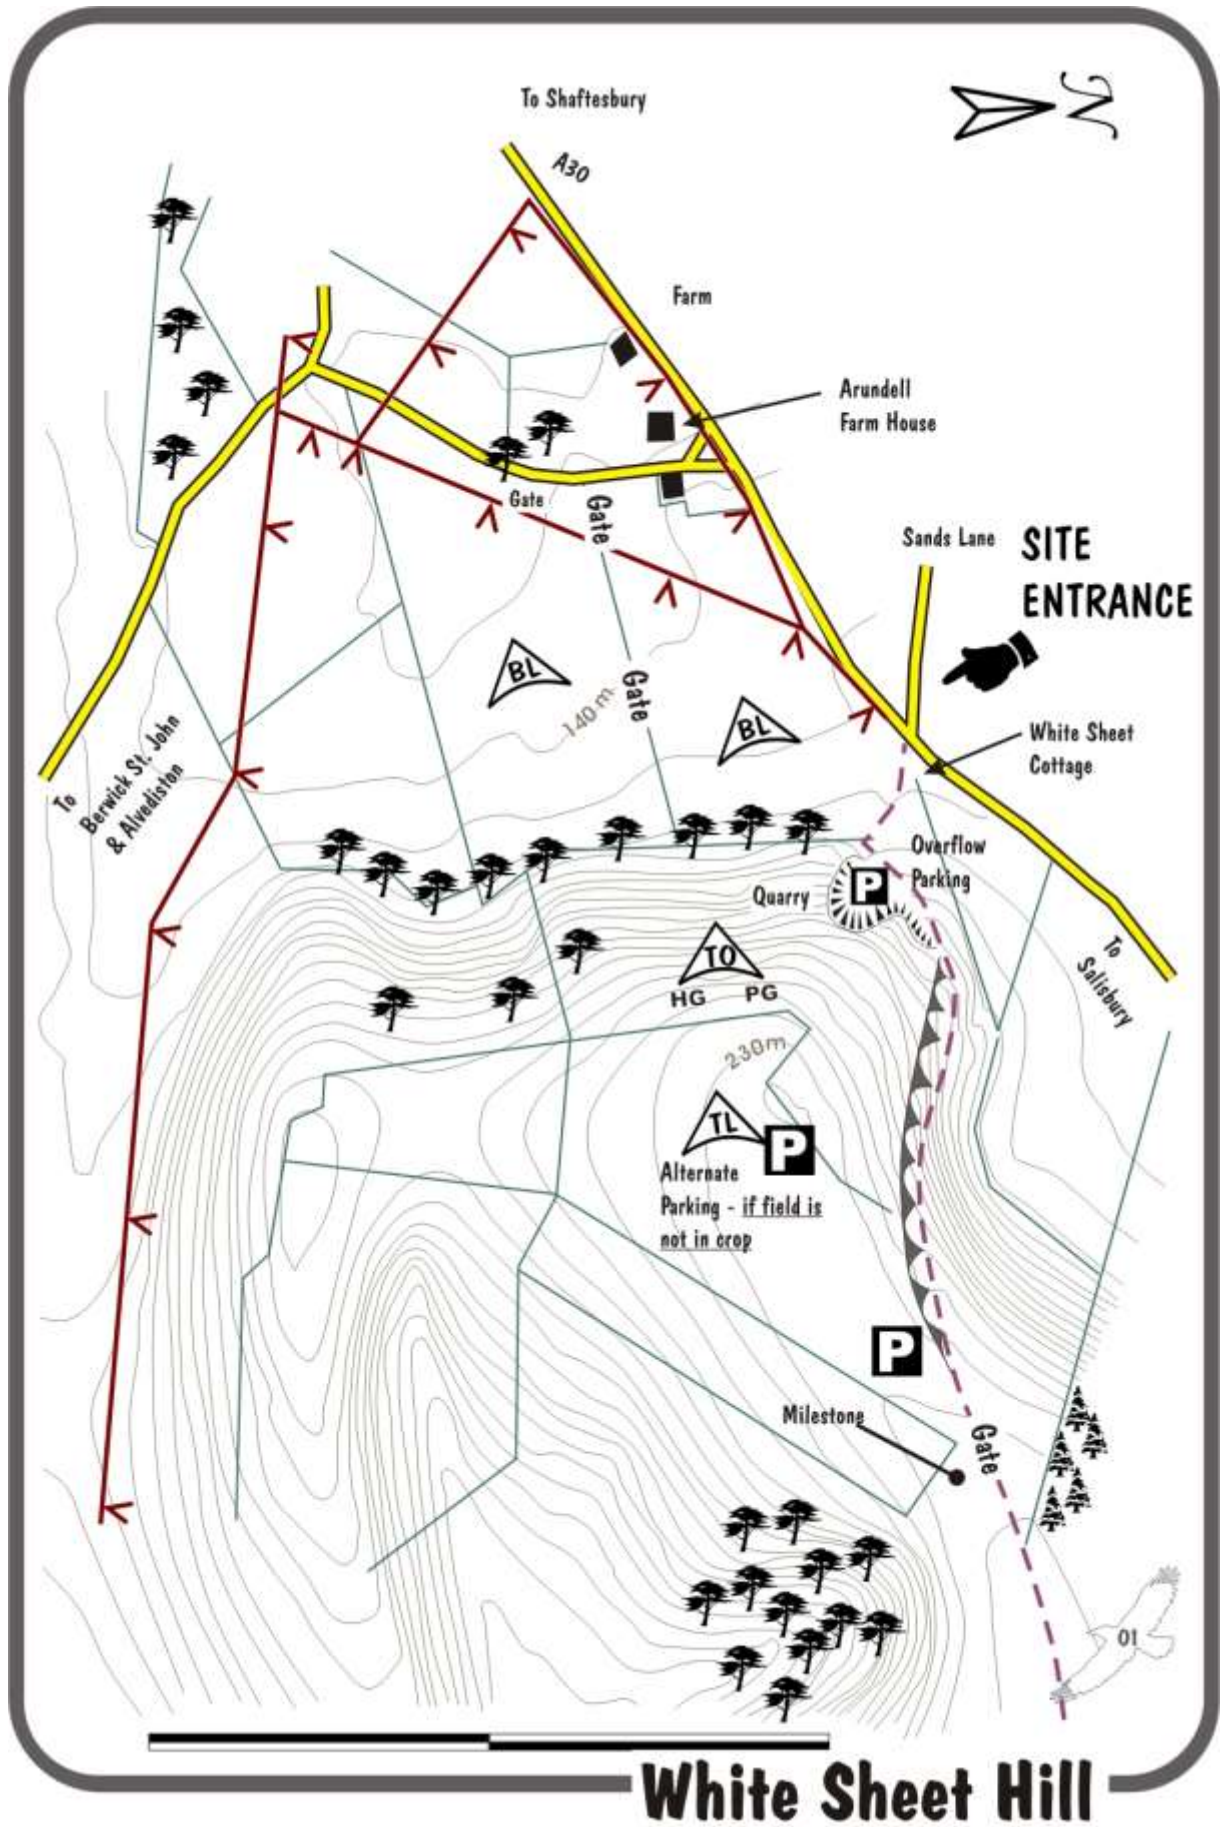 To Shaftesbury
N
A30
Farm
Arundell
Farm House
Gate
Gate
Sands Lane
SITE
ENTRANCE
BL
Gate
140 m
BL
White Sheet
Cottage
To
Berwick St. John
& Alvediston
Overflow
Parking
P
Quarry
To
Salisbury
TO
HG PG
230m
TL
P
Alternate
Parking - if field is
not in crop
P
Milestone
Gate
01
White Sheet Hill